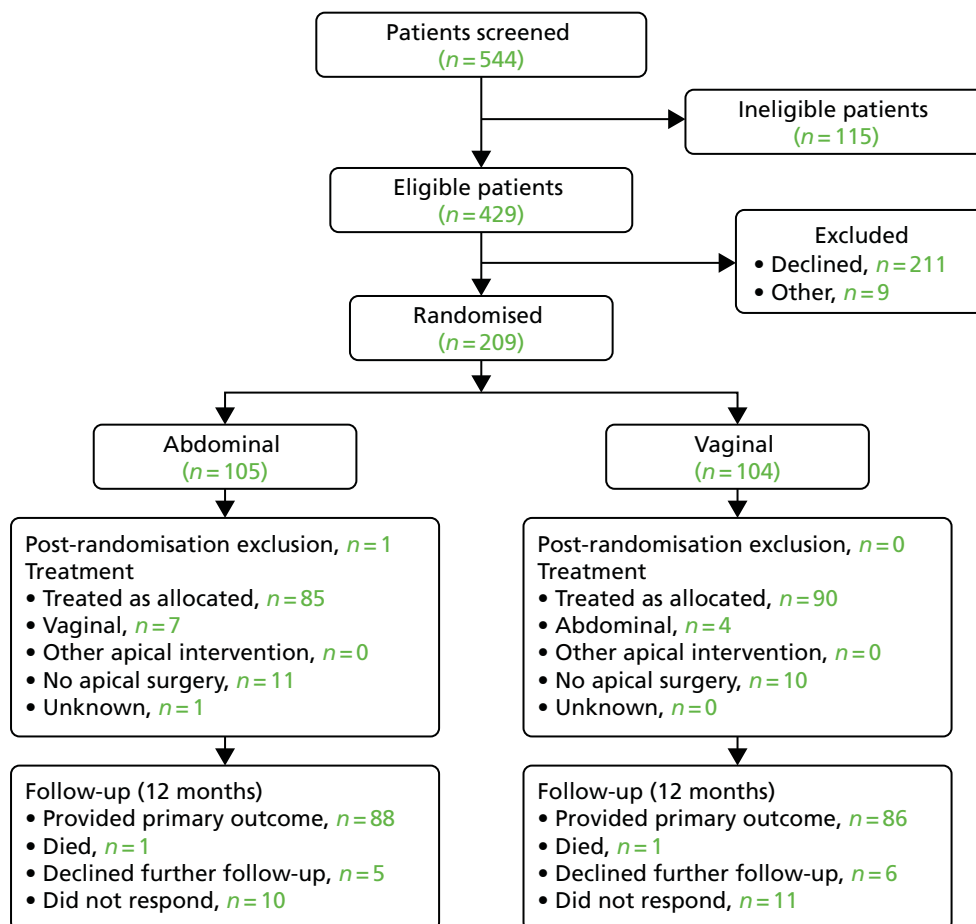 Patients screened
(n=544)
Ineligible patients
(n=115)
Eligible patients
(n=429)
Excluded
• Declined, n=211
• Other, n=9
Randomised
(n=209)
Abdominal
(n=105)
Vaginal
(n=104)
Post-randomisation exclusion, n=1
Treatment
• Treated as allocated, n=85
• Vaginal, n=7
• Other apical intervention, n=0
• No apical surgery, n=11
• Unknown, n=1
Post-randomisation exclusion, n=0
Treatment
• Treated as allocated, n=90
• Abdominal, n=4
• Other apical intervention, n=0
• No apical surgery, n=10
• Unknown, n=0
Follow-up (12 months)
• Provided primary outcome, n=88
• Died, n=1
• Declined further follow-up, n=5
• Did not respond, n=10
Follow-up (12 months)
• Provided primary outcome, n=86
• Died, n=1
• Declined further follow-up, n=6
• Did not respond, n=11